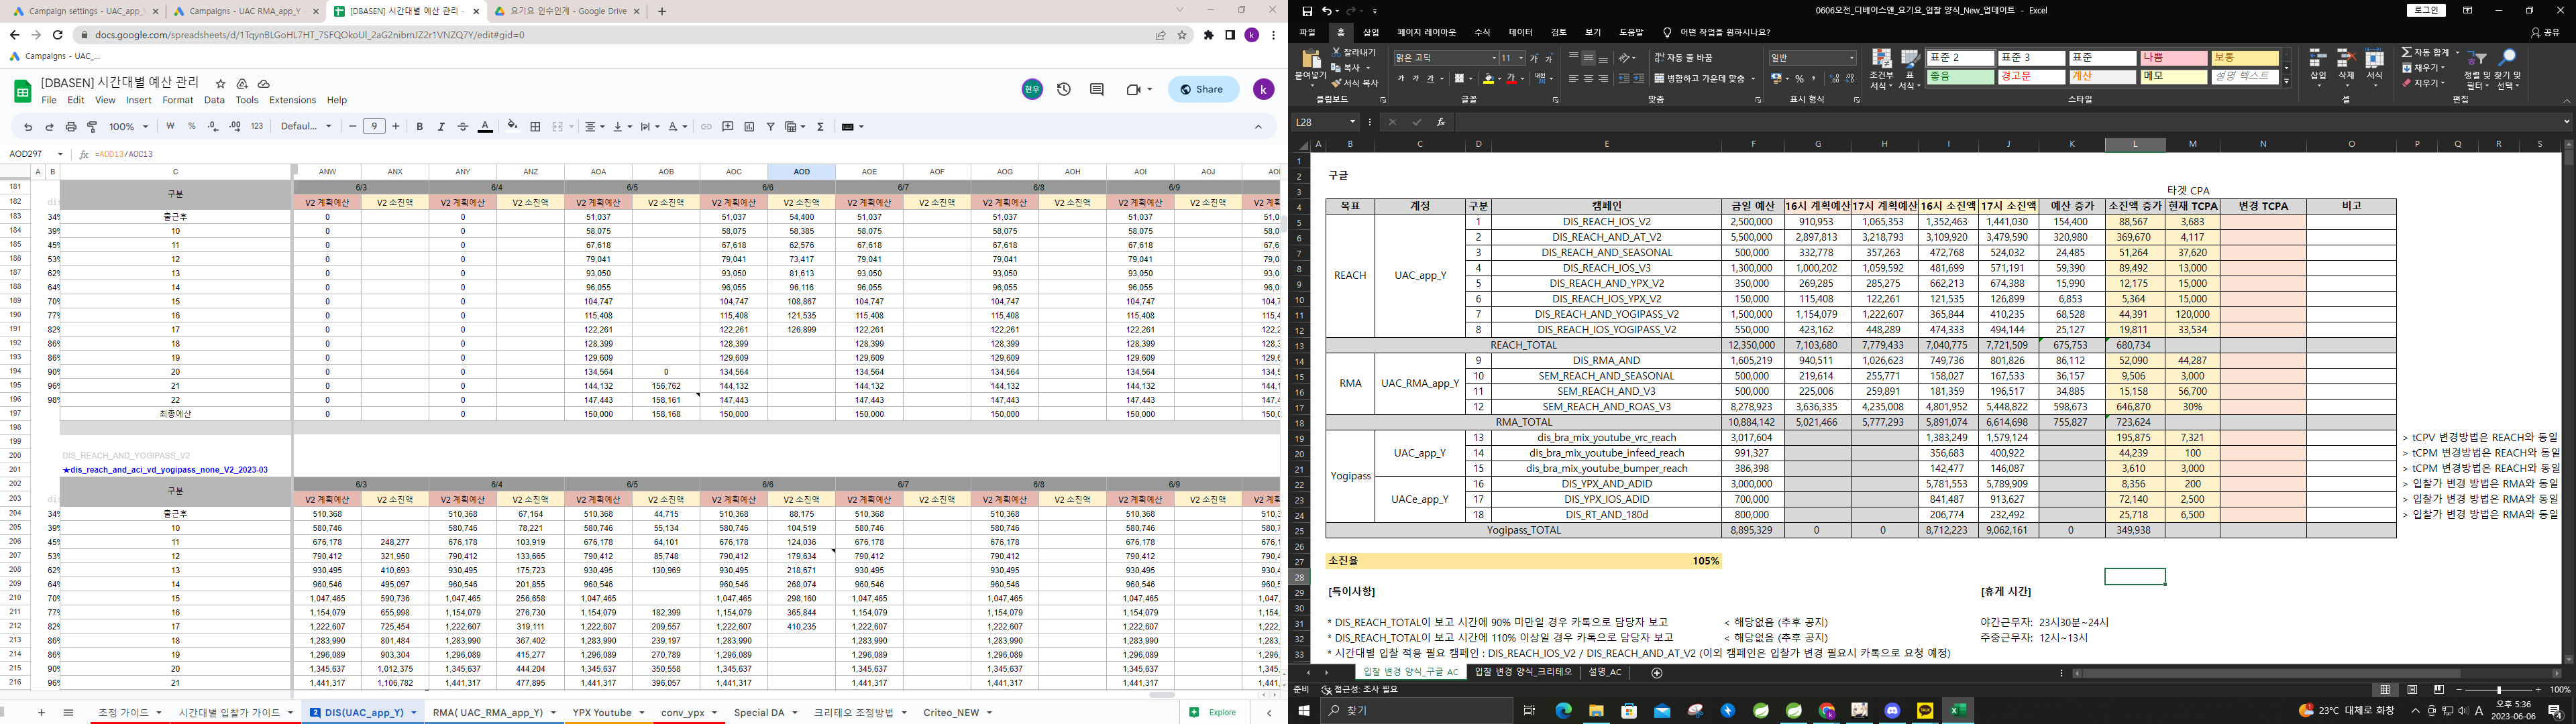 Campaign settings - UAC_app_Y
Campaigns - UAC RMA_app_Y -
[DBASEN] 시간대별 예산 관리 -
요기요 인수인계 - Google Drive
docs.google.com/spreadsheets/d/1TqynBLGoHL7HT_7SFQOkoUl_2aG2nibmJZ2r1VNZQ7Y/edit#gid=0
Campaigns - UAC_...
[DBASEN] 시간대별 예산 관리
File Edit View Insert Format Data Tools Extensions Help
현우 Share k
100% ₩ % .0 .00 123 Defaul... 9 B I A
AOD297 fx =AOD13/AOC13
A B C ANW ANX ANY ANZ AOA AOB AOC AOD AOE AOF AOG AOH AOI AOJ
181 구분 6/3 6/4 6/5 6/6 6/7 6/8 6/9
182 V2 계획예산 V2 소진액 V2 계획예산 V2 소진액 V2 계획예산 V2 소진액 V2 계획예산 V2 소진액 V2 계획예산 V2 소진액 V2 계획예산 V2 소진액 V2 계획예산 V2 소진액
183 34% 출근후 0 0 51,037 51,037 54,400 51,037 51,037 51,037
184 39% 10 0 0 58,075 58,075 58,385 58,075 58,075 58,075
185 45% 11 0 0 67,618 67,618 62,576 67,618 67,618 67,618
186 53% 12 0 0 79,041 79,041 73,417 79,041 79,041 79,041
187 62% 13 0 0 93,050 93,050 81,613 93,050 93,050 93,050
188 64% 14 0 0 96,055 96,055 96,116 96,055 96,055 96,055
189 70% 15 0 0 104,747 104,747 108,867 104,747 104,747 104,747
190 77% 16 0 0 115,408 115,408 121,535 115,408 115,408 115,408
191 82% 17 0 0 122,261 122,261 126,899 122,261 122,261 122,261
192 86% 18 0 0 128,399 128,399 128,399 128,399 128,399
193 86% 19 0 0 129,609 129,609 129,609 129,609 129,609
194 90% 20 0 0 134,564 0 134,564 134,564 134,564 134,564
195 96% 21 0 0 144,132 156,762 144,132 144,132 144,132 144,132
196 98% 22 0 0 147,443 158,161 147,443 147,443 147,443 147,443
197 최종예산 0 0 150,000 158,168 150,000 150,000 150,000 150,000
198
199
200 DIS_REACH_AND_YOGIPASS_V2
201 ★dis_reach_and_aci_vd_yogipass_none_V2_2023-03
202 구분 6/3 6/4 6/5 6/6 6/7 6/8 6/9
203 V2 계획예산 V2 소진액 V2 계획예산 V2 소진액 V2 계획예산 V2 소진액 V2 계획예산 V2 소진액 V2 계획예산 V2 소진액 V2 계획예산 V2 소진액 V2 계획예산 V2 소진액
204 34% 출근후 510,368 510,368 67,164 510,368 44,715 510,368 88,175 510,368 510,368 510,368
205 39% 10 580,746 580,746 78,221 580,746 55,134 580,746 104,519 580,746 580,746 580,746
206 45% 11 676,178 248,277 676,178 103,919 676,178 64,101 676,178 124,036 676,178 676,178 676,178
207 53% 12 790,412 321,950 790,412 133,665 790,412 85,748 790,412 179,634 790,412 790,412 790,412
208 62% 13 930,495 410,693 930,495 175,723 930,495 130,969 930,495 218,671 930,495 930,495 930,495
209 64% 14 960,546 495,097 960,546 201,855 960,546 960,546 268,074 960,546 960,546 960,546
210 70% 15 1,047,465 590,736 1,047,465 256,658 1,047,465 1,047,465 298,160 1,047,465 1,047,465 1,047,465
211 77% 16 1,154,079 655,998 1,154,079 276,730 1,154,079 182,399 1,154,079 365,844 1,154,079 1,154,079 1,154,079
212 82% 17 1,222,607 725,454 1,222,607 319,111 1,222,607 209,557 1,222,607 410,235 1,222,607 1,222,607 1,222,607
213 86% 18 1,283,990 801,484 1,283,990 367,402 1,283,990 239,197 1,283,990 1,283,990 1,283,990 1,283,990
214 86% 19 1,296,089 903,304 1,296,089 415,277 1,296,089 270,789 1,296,089 1,296,089 1,296,089 1,296,089
215 90% 20 1,345,637 1,012,375 1,345,637 444,204 1,345,637 350,558 1,345,637 1,345,637 1,345,637 1,345,637
216 96% 21 1,441,317 1,106,782 1,441,317 477,895 1,441,317 396,057 1,441,317 1,441,317 1,441,317 1,441,317
조정 가이드 시간대별 입찰가 가이드 2 DIS(UAC_app_Y) RMA( UAC_RMA_app_Y) YPX Youtube conv_ypx Special DA 크리테오 조정방법 Criteo_NEW Explore
0606오전_디베이스앤_요기요_입찰 양식_New_업데이트 - Excel 로그인
파일 홈 삽입 페이지 레이아웃 수식 데이터 검토 보기 도움말 어떤 작업을 원하시나요? 공유
붙여넣기 잘라내기 복사 서식 복사 클립보드
맑은 고딕 11 글꼴
자동 줄 바꿈 병합하고 가운데 맞춤 맞춤
일반 표시 형식
조건부 서식 표 서식
표준 2 표준 3 표준 나쁨 보통
좋음 경고문 계산 메모 설명 텍스트
스타일
삽입 삭제 서식 셀
자동 합계 채우기 지우기 정렬 및 필터 찾기 및 선택 편집
L28 fx
A B C D E F G H I J K L M N O P Q R S
구글
타겟 CPA
목표 계정 구분 캠페인 금일 예산 16시 계획예산 17시 계획예산 16시 소진액 17시 소진액 예산 증가 소진액 증가 현재 TCPA 변경 TCPA 비고
REACH UAC_app_Y
1 DIS_REACH_IOS_V2 2,500,000 910,953 1,065,353 1,352,463 1,441,030 154,400 88,567 3,683
2 DIS_REACH_AND_AT_V2 5,500,000 2,897,813 3,218,793 3,109,920 3,479,590 320,980 369,670 4,117
3 DIS_REACH_AND_SEASONAL 500,000 332,778 357,263 472,768 524,032 24,485 51,264 37,620
4 DIS_REACH_IOS_V3 1,300,000 1,000,202 1,059,592 481,699 571,191 59,390 89,492 13,000
5 DIS_REACH_AND_YPX_V2 350,000 269,285 285,275 662,213 674,388 15,990 12,175 15,000
6 DIS_REACH_IOS_YPX_V2 150,000 115,408 122,261 121,535 126,899 6,853 5,364 15,000
7 DIS_REACH_AND_YOGIPASS_V2 1,500,000 1,154,079 1,222,607 365,844 410,235 68,528 44,391 120,000
8 DIS_REACH_IOS_YOGIPASS_V2 550,000 423,162 448,289 474,333 494,144 25,127 19,811 33,534
REACH_TOTAL 12,350,000 7,103,680 7,779,433 7,040,775 7,721,509 675,753 680,734
RMA UAC_RMA_app_Y
9 DIS_RMA_AND 1,605,219 940,511 1,026,623 749,736 801,826 86,112 52,090 44,287
10 SEM_REACH_AND_SEASONAL 500,000 219,614 255,771 158,027 167,533 36,157 9,506 3,000
11 SEM_REACH_AND_V3 500,000 225,006 259,891 181,359 196,517 34,885 15,158 56,700
12 SEM_REACH_AND_ROAS_V3 8,278,923 3,636,335 4,235,008 4,801,952 5,448,822 598,673 646,870 30%
RMA_TOTAL 10,884,142 5,021,466 5,777,293 5,891,074 6,614,698 755,827 723,624
Yogipass UAC_app_Y
13 dis_bra_mix_youtube_vrc_reach 3,017,604 1,383,249 1,579,124 195,875 7,321 > tCPV 변경방법은 REACH와 동일
14 dis_bra_mix_youtube_infeed_reach 991,327 356,683 400,922 44,239 100 > tCPM 변경방법은 REACH와 동일
15 dis_bra_mix_youtube_bumper_reach 386,398 142,477 146,087 3,610 3,000 > tCPM 변경방법은 REACH와 동일
UACe_app_Y
16 DIS_YPX_AND_ADID 3,000,000 5,781,553 5,789,909 8,356 200 > 입찰가 변경 방법은 RMA와 동일
17 DIS_YPX_IOS_ADID 700,000 841,487 913,627 72,140 2,500 > 입찰가 변경 방법은 RMA와 동일
18 DIS_RT_AND_180d 800,000 206,774 232,492 25,718 6,500 > 입찰가 변경 방법은 RMA와 동일
Yogipass_TOTAL 8,895,329 0 0 8,712,223 9,062,161 0 349,938
소진율 105%
[특이사항] [휴게 시간]
* DIS_REACH_TOTAL이 보고 시간에 90% 미만일 경우 카톡으로 담당자 보고 < 해당없음 (추후 공지) 야간근무자: 23시30분~24시
* DIS_REACH_TOTAL이 보고 시간에 110% 이상일 경우 카톡으로 담당자 보고 < 해당없음 (추후 공지) 주중근무자: 12시~13시
* 시간대별 입찰 적용 필요 캠페인 : DIS_REACH_IOS_V2 / DIS_REACH_AND_AT_V2 (이외 캠페인은 입찰가 변경 필요시 카톡으로 요청 예정)
입찰 변경 양식_구글 AC 입찰 변경 양식_크리테오 설명_AC
준비 접근성: 조사 필요 100%
찾기 23°C 대체로 화창 A 오후 5:36 2023-06-06